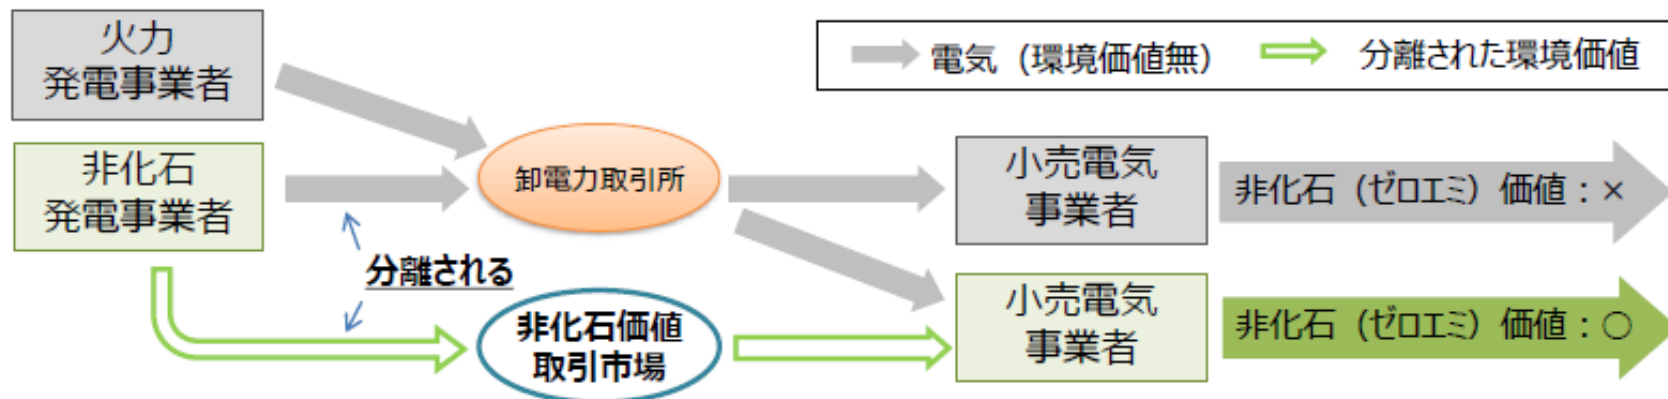 火力
発電事業者
電気（環境価値無）
分離された環境価値
非化石
発電事業者
卸電力取引所
小売電気
事業者
非化石（ゼロエミ）価値：×
分離される
非化石価値
取引市場
小売電気
事業者
非化石（ゼロエミ）価値：○